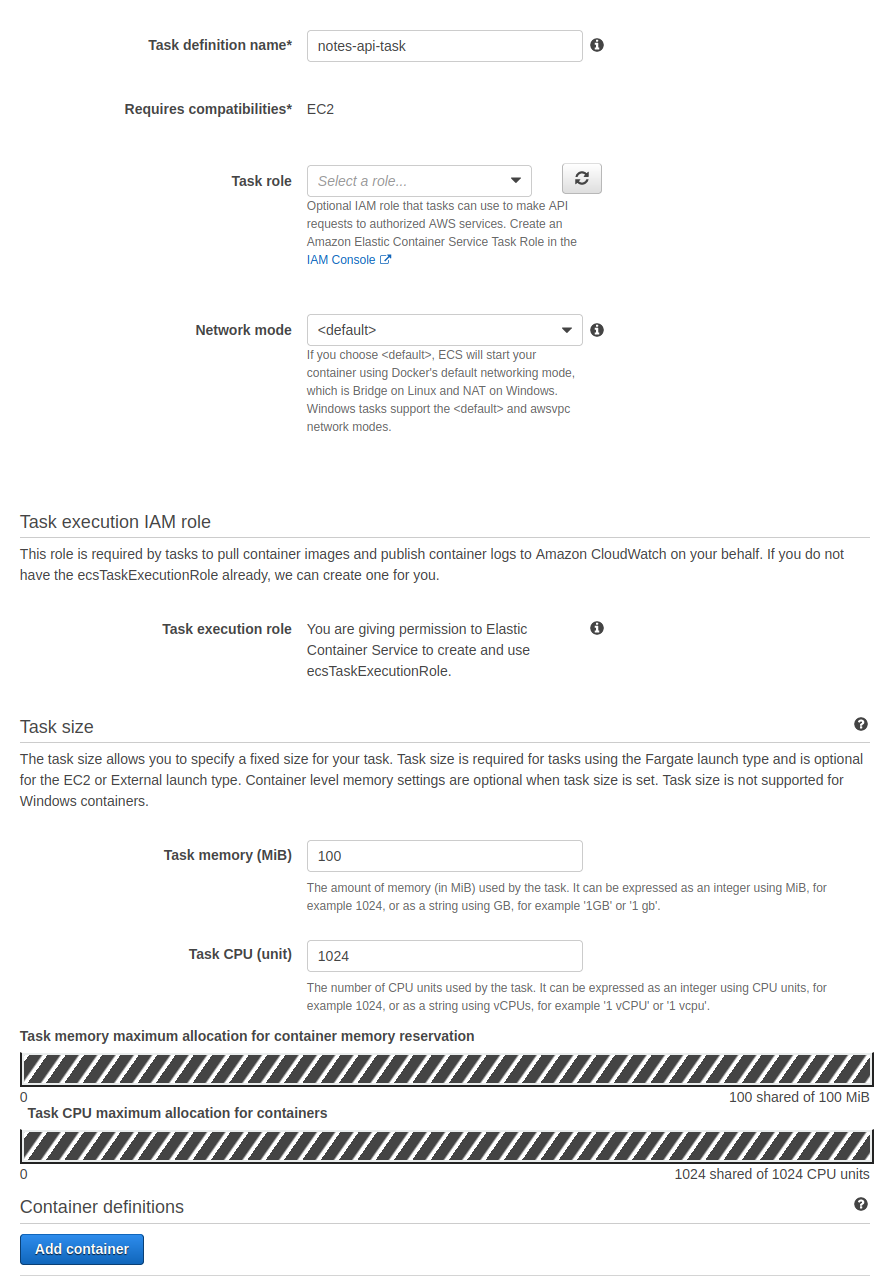 Task definition name* notes-api-task
Requires compatibilities* EC2
Task role Select a role...
Optional IAM role that tasks can use to make API
requests to authorized AWS services. Create an
Amazon Elastic Container Service Task Role in the
IAM Console
Network mode <default>
If you choose <default>, ECS will start your
container using Docker's default networking mode,
which is Bridge on Linux and NAT on Windows.
Windows tasks support the <default> and awsvpc
network modes.
Task execution IAM role
This role is required by tasks to pull container images and publish container logs to Amazon CloudWatch on your behalf. If you do not
have the ecsTaskExecutionRole already, we can create one for you.
Task execution role You are giving permission to Elastic
Container Service to create and use
ecsTaskExecutionRole.
Task size
The task size allows you to specify a fixed size for your task. Task size is required for tasks using the Fargate launch type and is optional
for the EC2 or External launch type. Container level memory settings are optional when task size is set. Task size is not supported for
Windows containers.
Task memory (MiB) 100
The amount of memory (in MiB) used by the task. It can be expressed as an integer using MiB, for
example 1024, or as a string using GB, for example '1GB' or '1 gb'.
Task CPU (unit) 1024
The number of CPU units used by the task. It can be expressed as an integer using CPU units, for
example 1024, or as a string using vCPUs, for example '1 vCPU' or '1 vcpu'.
Task memory maximum allocation for container memory reservation
0 100 shared of 100 MiB
Task CPU maximum allocation for containers
0 1024 shared of 1024 CPU units
Container definitions
Add container